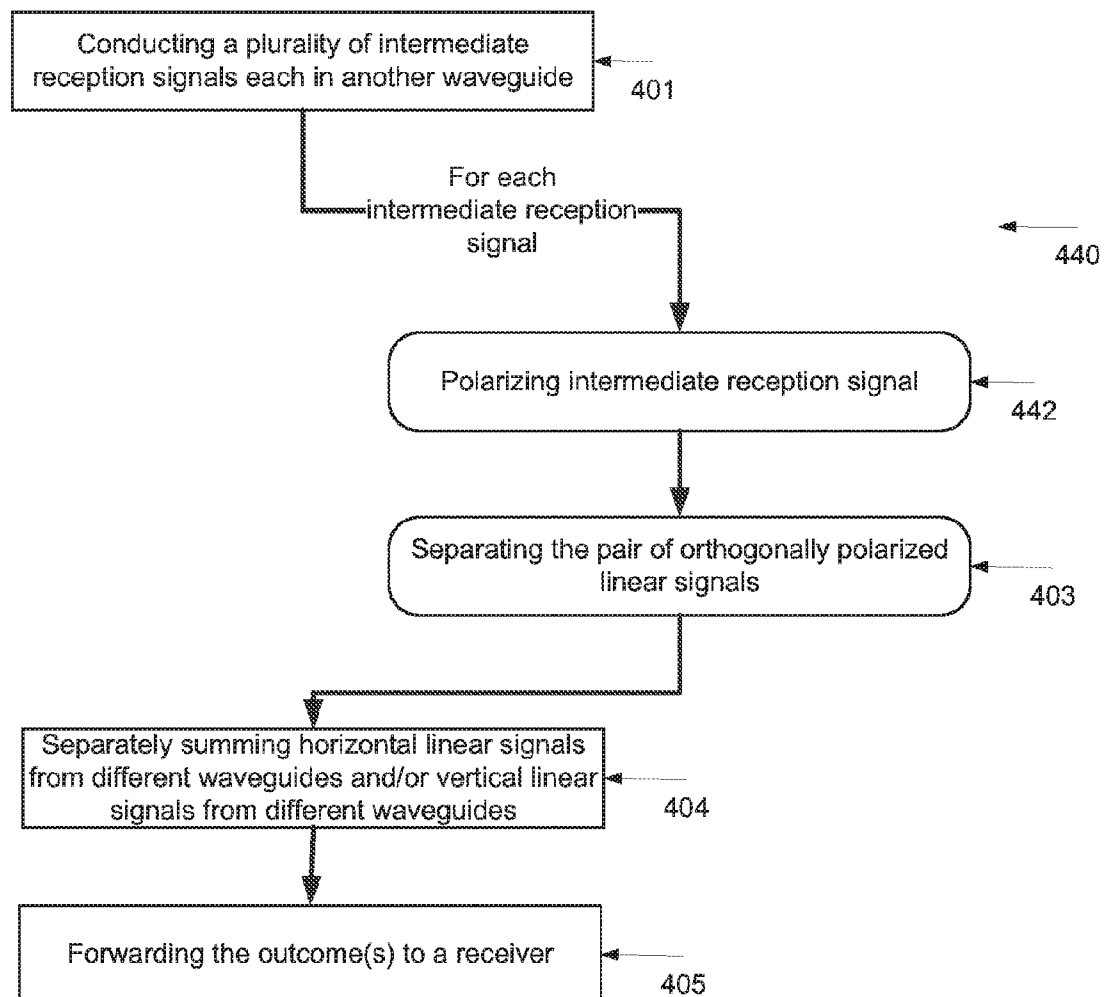 Conducting a plurality of intermediate
reception signals each in another waveguide
401
For each
intermediate reception
signal
440
Polarizing intermediate reception signal
442
Separating the pair of orthogonally polarized
linear signals
403
Separately summing horizontal linear signals
from different waveguides and/or vertical linear
signals from different waveguides
404
Forwarding the outcome(s) to a receiver
405